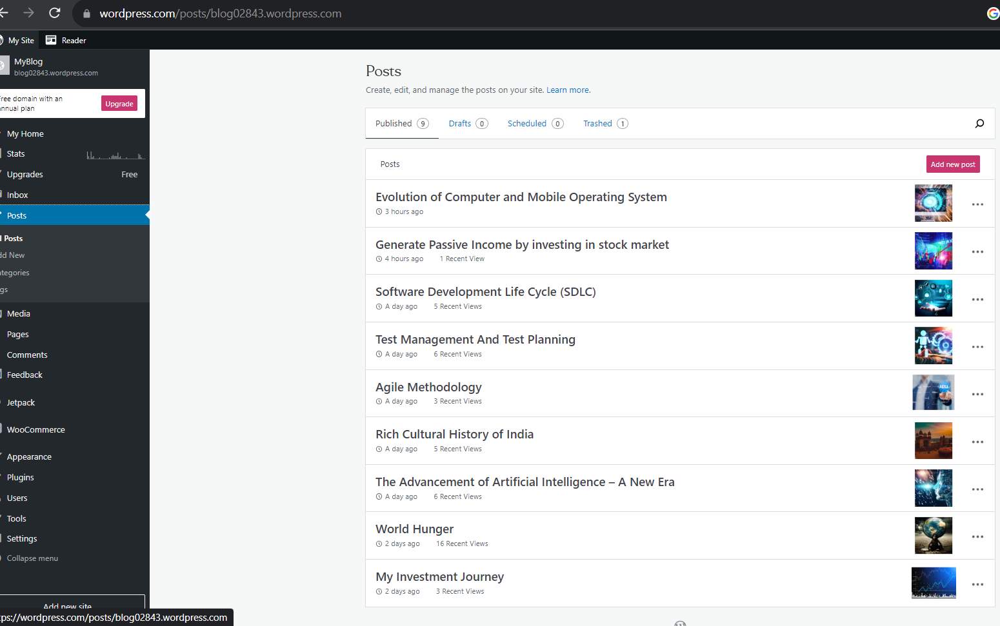 wordpress.com/posts/blog02843.wordpress.com
My Site Reader
MyBlog
blog02843.wordpress.com
ree domain with an
nnual plan
Upgrade
My Home
Stats
Upgrades Free
Inbox
Posts
l Posts
dd New
ategories
gs
Media
Pages
Comments
Feedback
Jetpack
WooCommerce
Appearance
Plugins
Users
Tools
Settings
Collapse menu
Add new site
tps://wordpress.com/posts/blog02843.wordpress.com
Posts
Create, edit, and manage the posts on your site. Learn more.
Published 9 Drafts 0 Scheduled 0 Trashed 1
Posts Add new post
Evolution of Computer and Mobile Operating System
3 hours ago
Generate Passive Income by investing in stock market
4 hours ago 1 Recent View
Software Development Life Cycle (SDLC)
A day ago 5 Recent Views
Test Management And Test Planning
A day ago 6 Recent Views
Agile Methodology
A day ago 3 Recent Views
AGILE
Rich Cultural History of India
A day ago 5 Recent Views
The Advancement of Artificial Intelligence – A New Era
A day ago 6 Recent Views
World Hunger
2 days ago 16 Recent Views
My Investment Journey
2 days ago 3 Recent Views